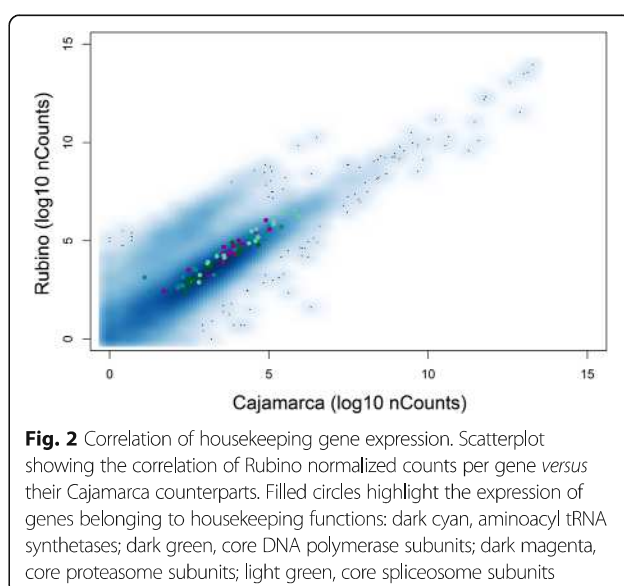 15
10
5
0
Rubino (log10 nCounts)
0
5
10
15
Cajamarca (log10 nCounts)
Fig. 2 Correlation of housekeeping gene expression. Scatterplot
showing the correlation of Rubino normalized counts per gene versus
their Cajamarca counterparts. Filled circles highlight the expression of
genes belonging to housekeeping functions: dark cyan, aminoacyl tRNA
synthetases; dark green, core DNA polymerase subunits; dark magenta,
core proteasome subunits; light green, core spliceosome subunits